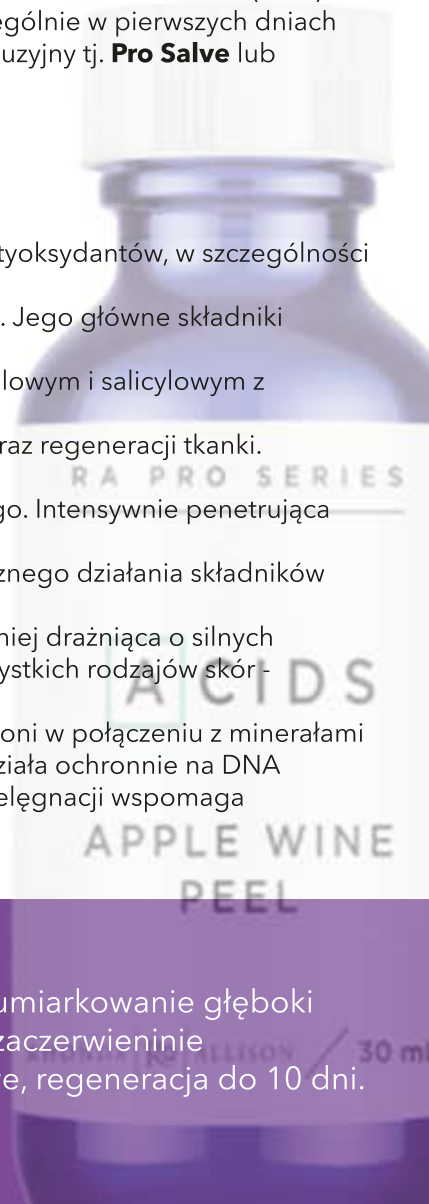 ególnie w pierwszych dniach
uzyjny tj. Pro Salve lub
tyoksydantów, w szczególności
. Jego główne składniki
lowym i salicylowym z
raz regeneracji tkanki.
RA PRO SERIES
go. Intensywnie penetrująca
znego działania składników
niej drażniąca o silnych
ystkich rodzajów skór -
ACIDS
oni w połączeniu z minerałami
ziała ochronnie na DNA
elęgnacji wspomaga
APPLE WINE
PEEL
umiarkowanie głęboki
zaczerwieninie
ALLISON 30 ml
e, regeneracja do 10 dni.